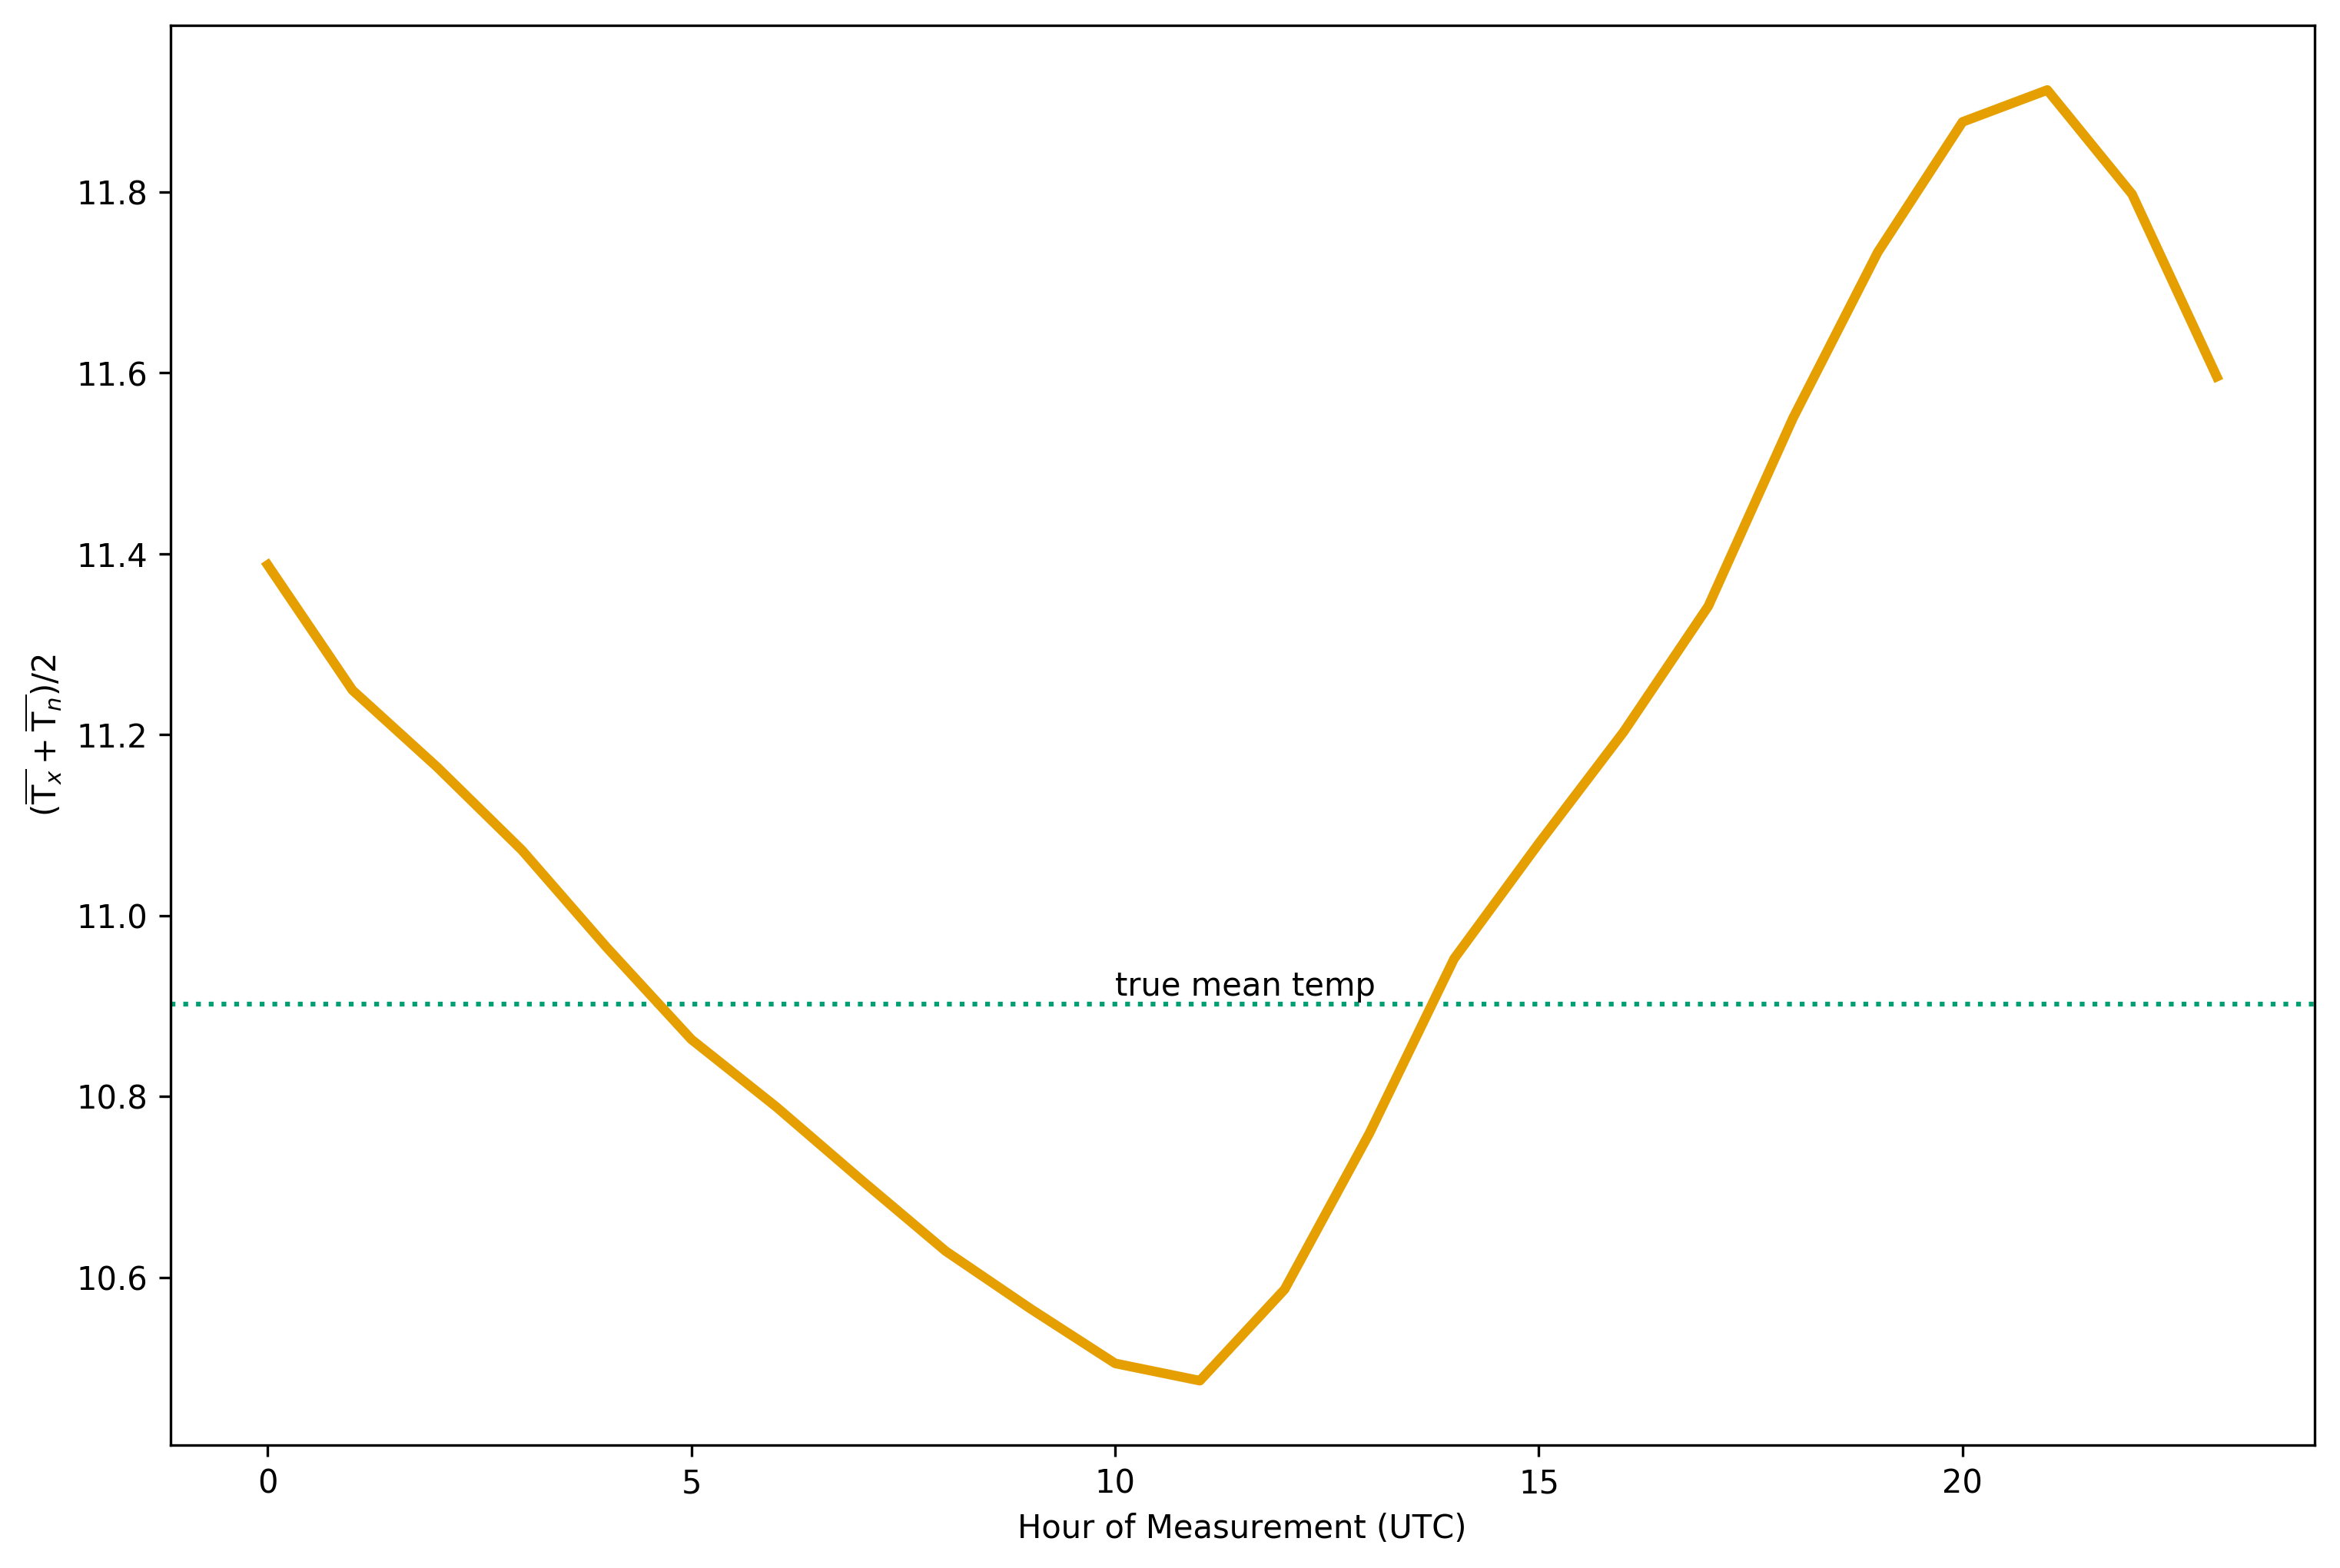 11.8
11.6
11.4
11.2
11.0
10.8
10.6
(T̅ₓ + T̅ₙ)/2
true mean temp
0 5 10 15 20
Hour of Measurement (UTC)